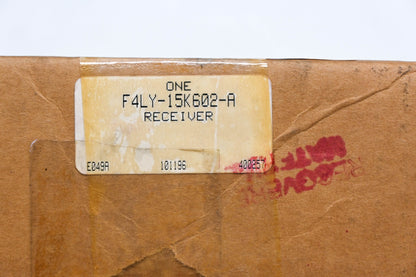 ONE
F4LY-15K602-A
RECEIVER
E049A 101196 400257